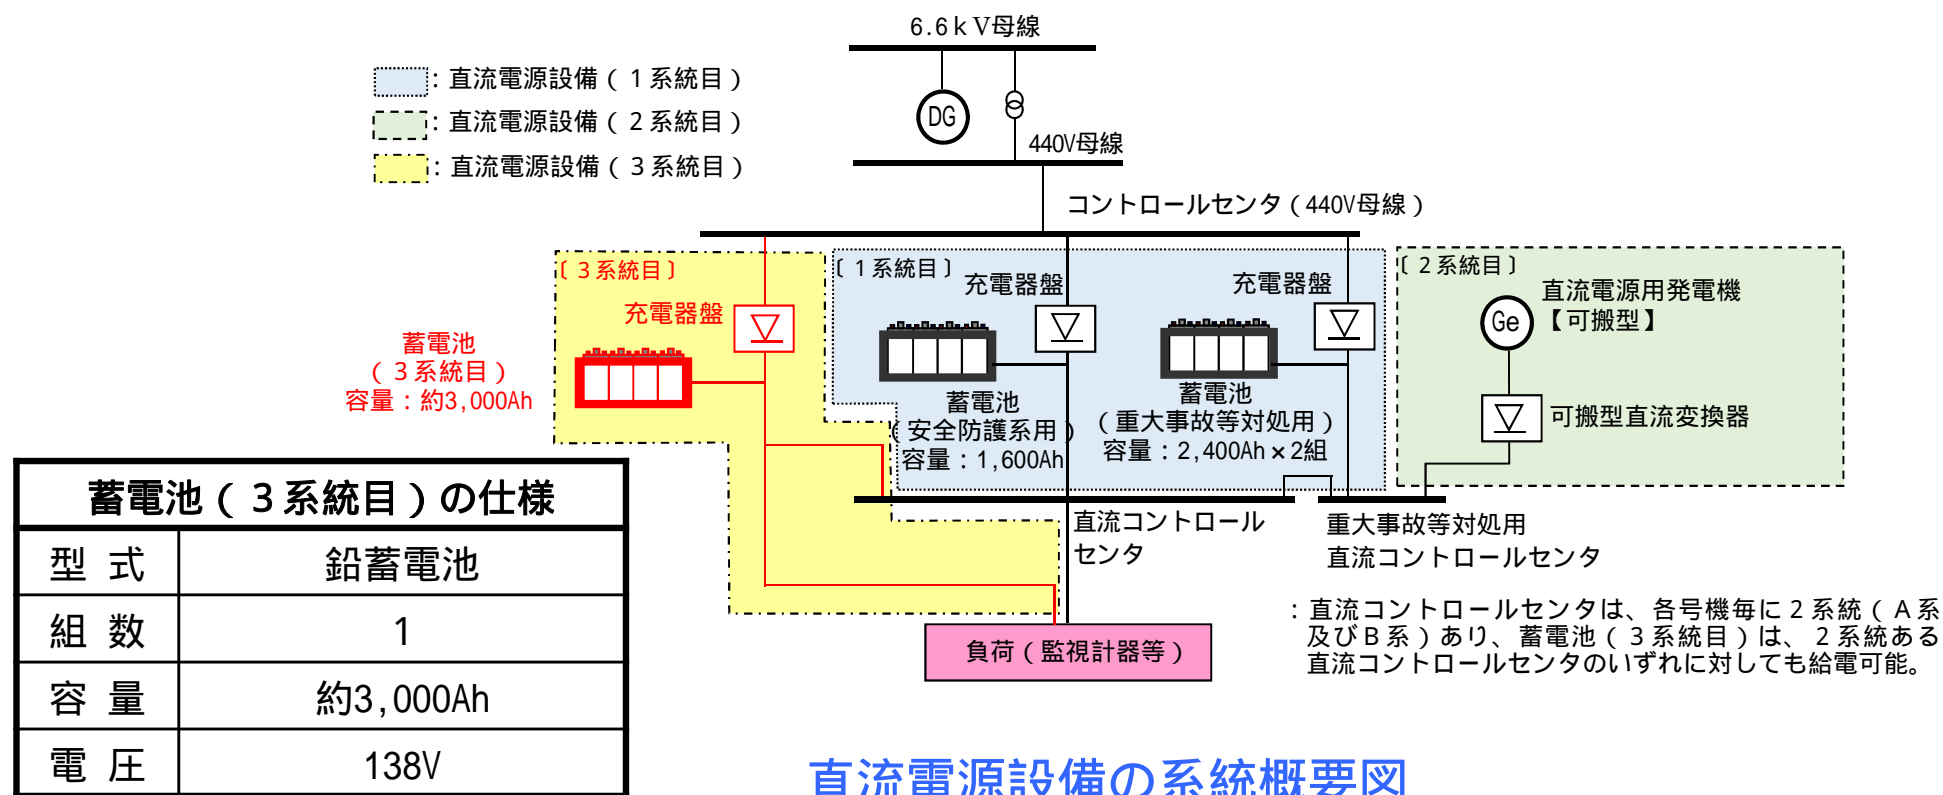 6.6ｋV母線
：直流電源設備（１系統目）
：直流電源設備（２系統目）
：直流電源設備（３系統目）
DG
440V母線
コントロールセンタ（440V母線）
〔３系統目〕
充電器盤
蓄電池
（３系統目）
容量：約3,000Ah
〔１系統目〕
充電器盤
蓄電池
（安全防護系用）
容量：1,600Ah
充電器盤
蓄電池
（重大事故等対処用）
容量：2,400Ah×2組
〔２系統目〕
Ge
直流電源用発電機
【可搬型】
可搬型直流変換器
直流コントロール
センタ
重大事故等対処用
直流コントロールセンタ
負荷（監視計器等）
：直流コントロールセンタは、各号機毎に２系統（Ａ系
及びＢ系）あり、蓄電池（３系統目）は、２系統ある
直流コントロールセンタのいずれに対しても給電可能。
蓄電池（３系統目）の仕様
型 式 鉛蓄電池
組 数 1
容 量 約3,000Ah
電 圧 138V
直流電源設備の系統概要図